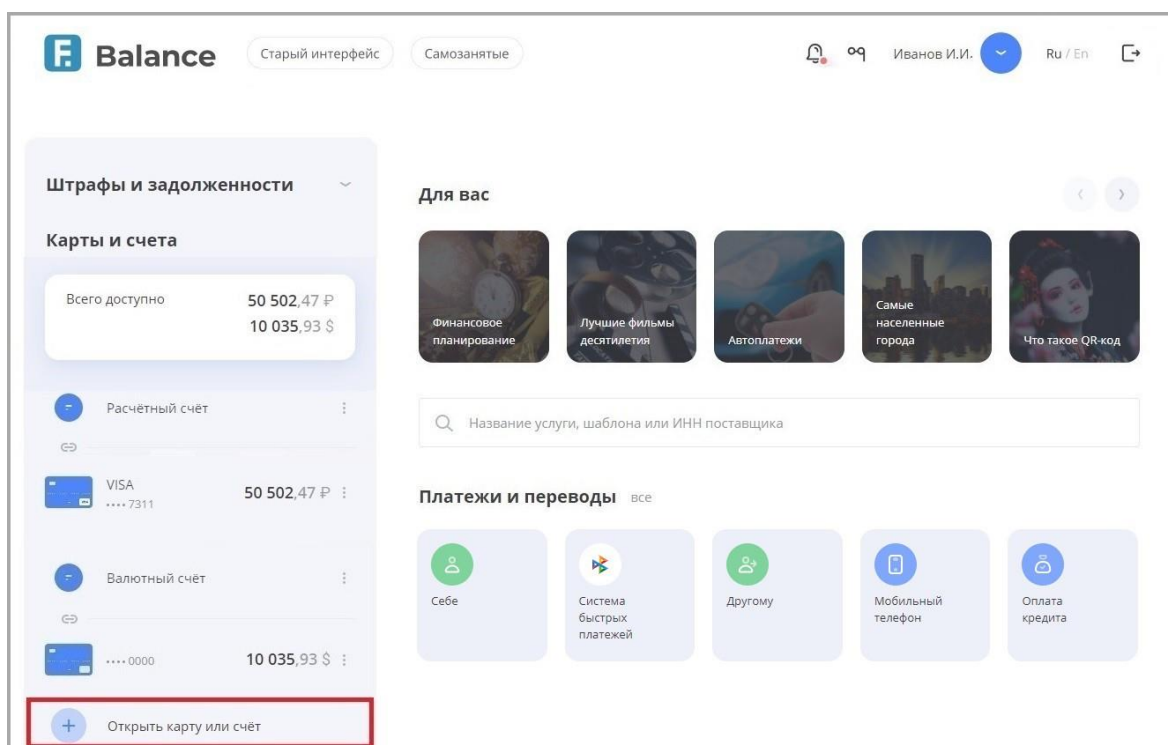 F. Balance
Старый интерфейс
Самозанятые
Иванов И.И.
Ru / En
Штрафы и задолженности
Карты и счета
Всего доступно
50 502,47 ₽
10 035,93 $
Расчётный счёт
VISA
•••• 7311
50 502,47 ₽
Валютный счёт
•••• 0000
10 035,93 $
Открыть карту или счёт
Для вас
Финансовое
планирование
Лучшие фильмы
десятилетия
Автоплатежи
Самые
населенные
города
Что такое QR-код
Название услуги, шаблона или ИНН поставщика
Платежи и переводы все
Себе
Система
быстрых
платежей
Другому
Мобильный
телефон
Оплата
кредита